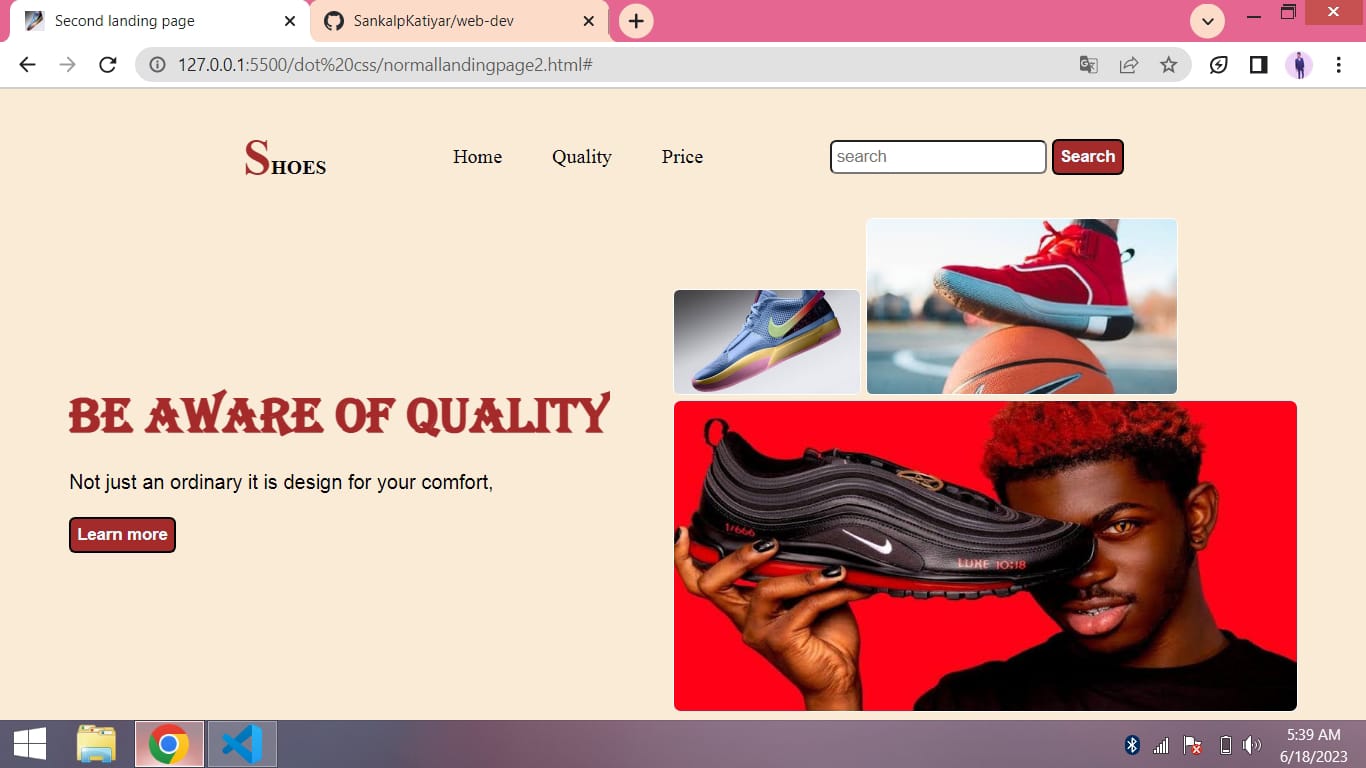 Second landing page
SankalpKatiyar/web-dev
127.0.0.1:5500/dot%20css/normallandingpage2.html#
SHOES
Home
Quality
Price
search
Search
BE AWARE OF QUALITY
Not just an ordinary it is design for your comfort,
Learn more
1/666
LUKE 10:18
5:39 AM
6/18/2023